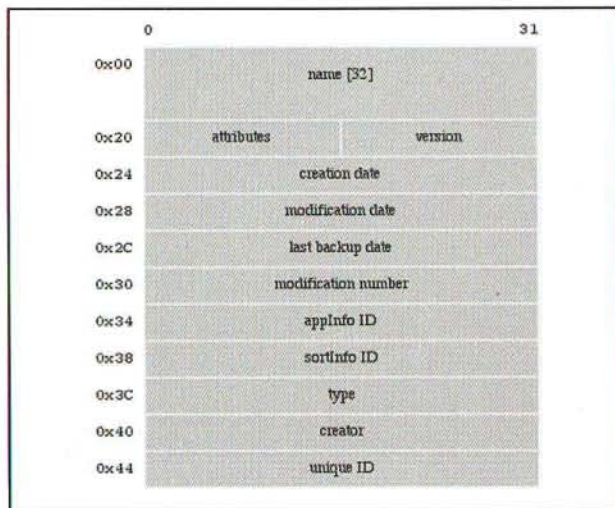 0 31
0x00 name [32]
0x20 attributes version
0x24 creation date
0x28 modification date
0x2C last backup date
0x30 modification number
0x34 appInfo ID
0x38 sortInfo ID
0x3C type
0x40 creator
0x44 unique ID